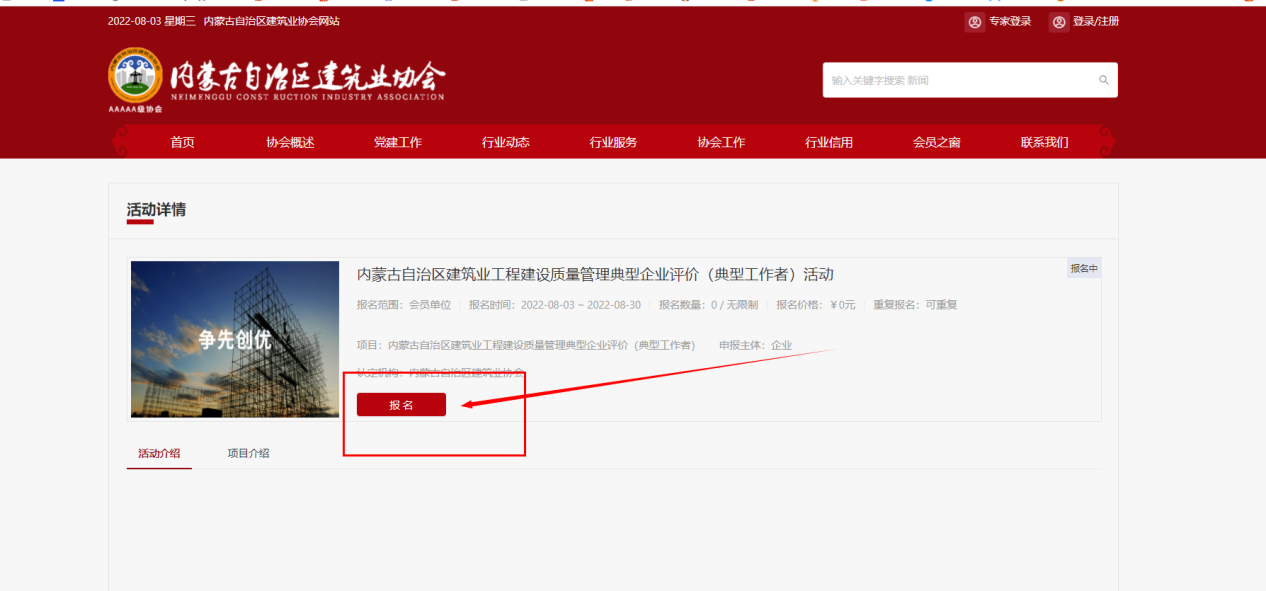 2022-08-03 星期三 内蒙古自治区建筑业协会网站
专家登录 登录/注册
内蒙古自治区建筑业协会
NEIMENGGU CONST RUCTION INDUSTRY ASSOCIATION
AAAAA级协会
输入关键字搜索 新闻
首页 协会概述 党建工作 行业动态 行业服务 协会工作 行业信用 会员之窗 联系我们
活动详情
争先创优
内蒙古自治区建筑业工程建设质量管理典型企业评价（典型工作者）活动
报名中
报名范围：会员单位 报名时间：2022-08-03 ~ 2022-08-30 报名数量：0 / 无限制 报名价格：￥0元 重复报名：可重复
项目：内蒙古自治区建筑业工程建设质量管理典型企业评价（典型工作者） 申报主体：企业
认定机构：内蒙古自治区建筑业协会
报 名
活动介绍 项目介绍